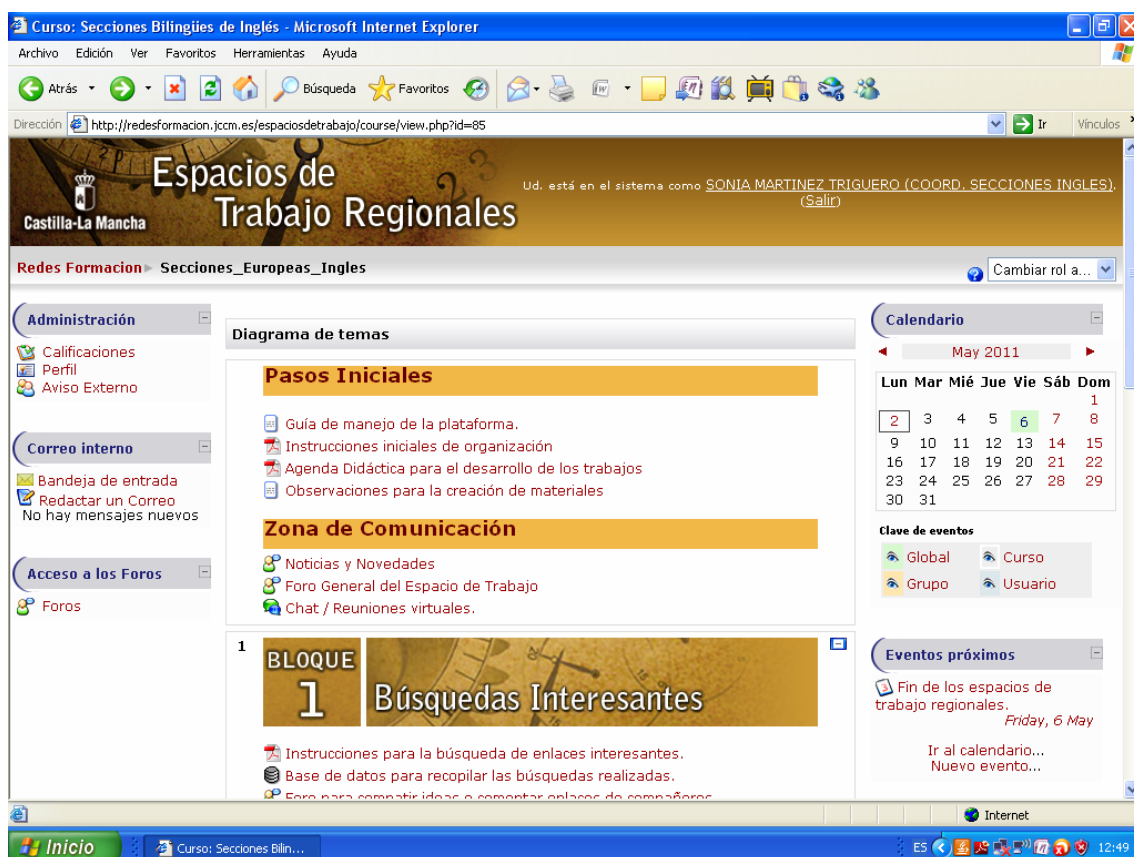 Curso: Secciones Bilingües de Inglés - Microsoft Internet Explorer
Archivo Edición Ver Favoritos Herramientas Ayuda
Atrás Búsqueda Favoritos
Dirección http://redesformacion.jccm.es/espaciosdetrabajo/course/view.php?id=85 Ir Vínculos
Castilla-La Mancha
Espacios de
Trabajo Regionales
Ud. está en el sistema como SONIA MARTINEZ TRIGUERO (COORD. SECCIONES INGLES).
(Salir)
Redes Formacion Secciones_Europeas_Ingles
Cambiar rol a...
Administración
Calificaciones
Perfil
Aviso Externo
Correo interno
Bandeja de entrada
Redactar un Correo
No hay mensajes nuevos
Acceso a los Foros
Foros
Diagrama de temas
Pasos Iniciales
Guía de manejo de la plataforma.
Instrucciones iniciales de organización
Agenda Didáctica para el desarrollo de los trabajos
Observaciones para la creación de materiales
Zona de Comunicación
Noticias y Novedades
Foro General del Espacio de Trabajo
Chat / Reuniones virtuales.
1
BLOQUE
1
Búsquedas Interesantes
Instrucciones para la búsqueda de enlaces interesantes.
Base de datos para recopilar las búsquedas realizadas.
Foro para compatir ideas o comentar enlaces de compañeros
Calendario
May 2011
Lun Mar Mié Jue Vie Sáb Dom
1
2 3 4 5 6 7 8
9 10 11 12 13 14 15
16 17 18 19 20 21 22
23 24 25 26 27 28 29
30 31
Clave de eventos
Global Curso
Grupo Usuario
Eventos próximos
Fin de los espacios de
trabajo regionales.
Friday, 6 May
Ir al calendario...
Nuevo evento...
Internet
Inicio
Curso: Secciones Bilin...
ES
12:49